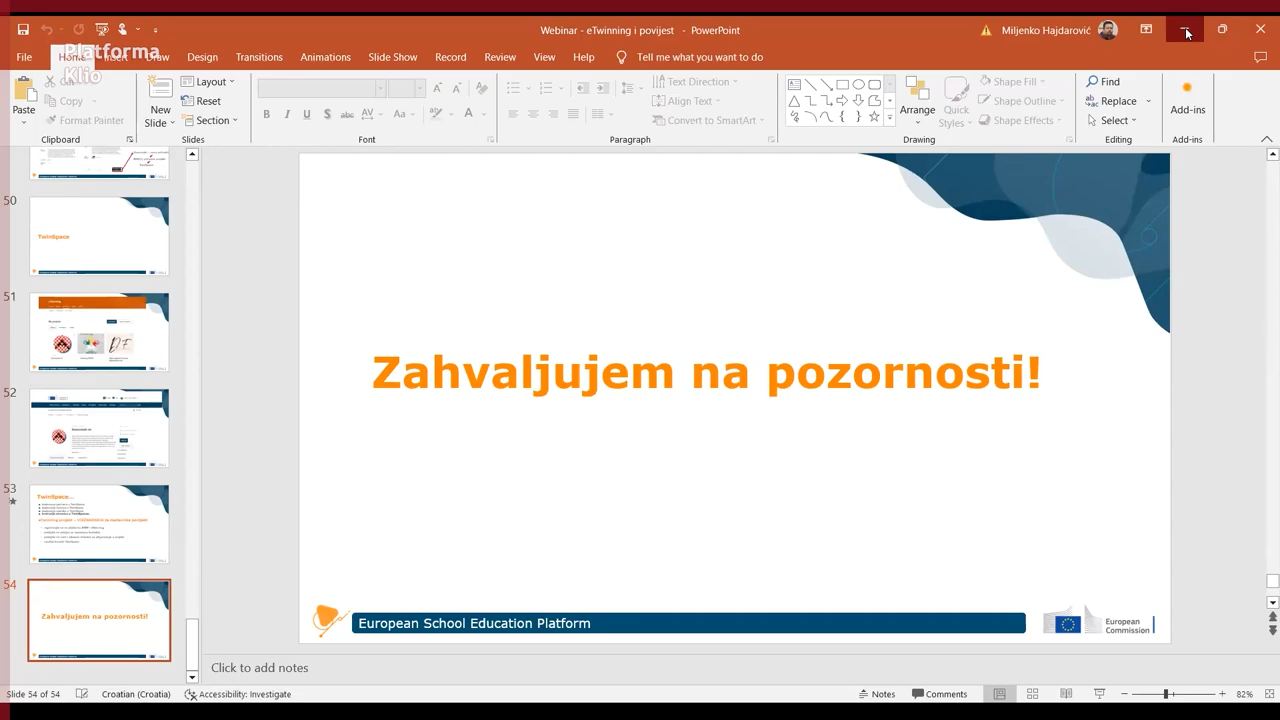 Webinar - eTwinning i povijest - PowerPoint
Miljenko Hajdarović
Platforma
Klio
File
Home
Insert
Draw
Design
Transitions
Animations
Slide Show
Record
Review
View
Help
Tell me what you want to do
Paste
Cut
Copy
Format Painter
Clipboard
New
Slide
Layout
Reset
Section
Slides
Font
Text Direction
Align Text
Convert to SmartArt
Paragraph
Arrange
Quick
Styles
Shape Fill
Shape Outline
Shape Effects
Drawing
Find
Replace
Select
Editing
Add-ins
Add-ins
50
TwinSpace
51
52
53
TwinSpace...
54
Zahvaljujem na pozornosti!
Zahvaljujem na pozornosti!
European School Education Platform
European
Commission
Click to add notes
Slide 54 of 54
Croatian (Croatia)
Accessibility: Investigate
Notes
Comments
82%